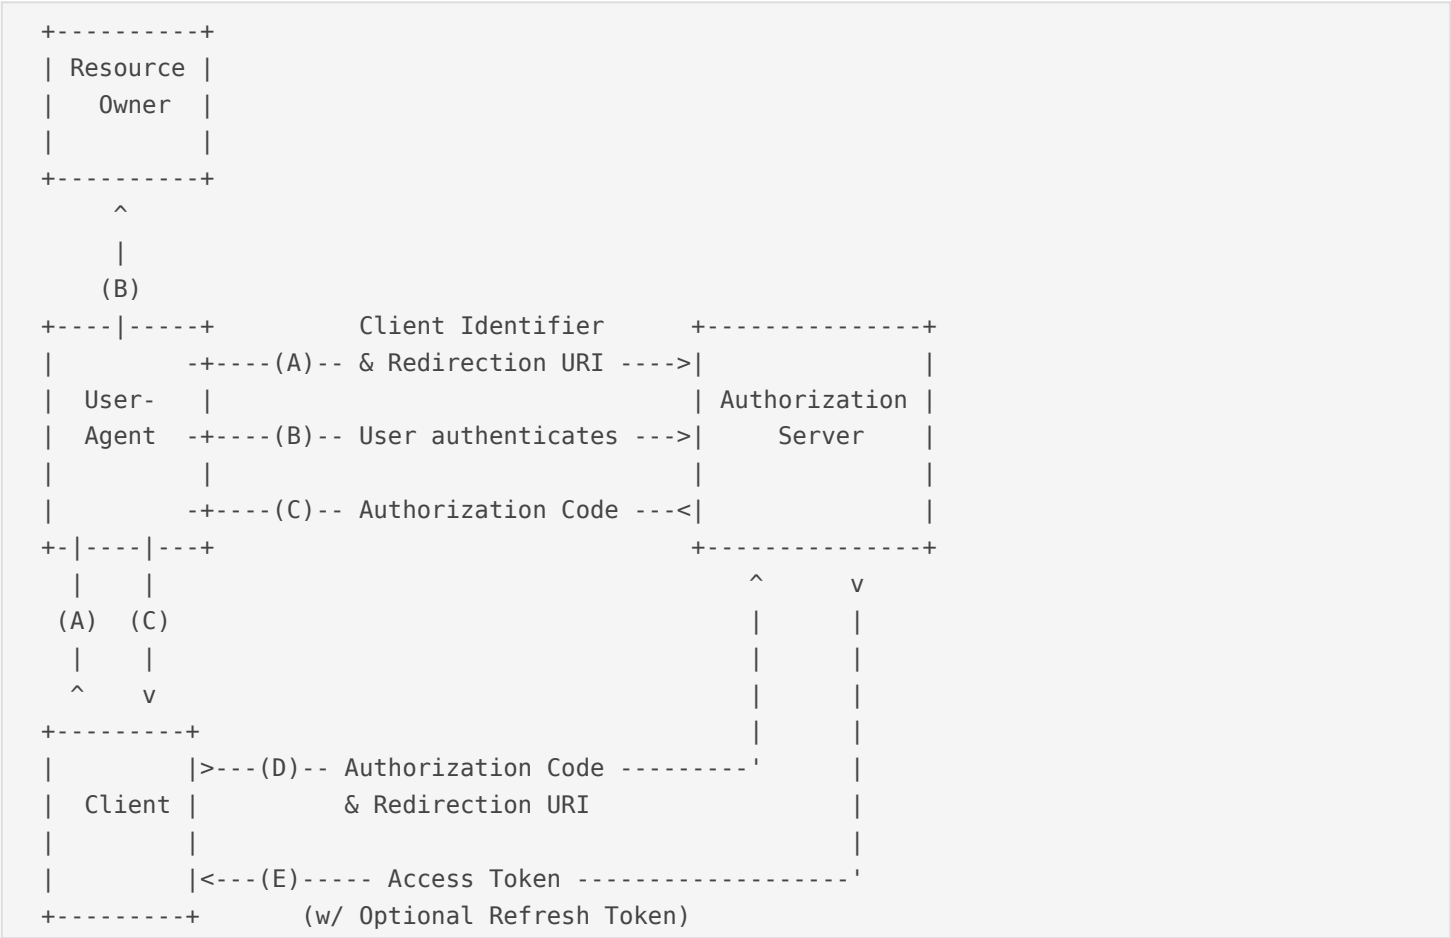 +----------+
| Resource |
|   Owner  |
|          |
+----------+
     ^
     |
    (B)
+----|-----+          Client Identifier      +---------------+
|         -+----(A)-- & Redirection URI ---->|               |
|  User-   |                                 | Authorization |
|  Agent  -+----(B)-- User authenticates --->|     Server    |
|          |                                 |               |
|         -+----(C)-- Authorization Code ---<|               |
+-|----|---+                                 +---------------+
  |    |                                         ^      v
 (A)  (C)                                        |      |
  |    |                                         |      |
  ^    v                                         |      |
+---------+                                      |      |
|         |>---(D)-- Authorization Code ---------'      |
|  Client |          & Redirection URI                  |
|         |                                             |
|         |<---(E)----- Access Token -------------------'
+---------+       (w/ Optional Refresh Token)